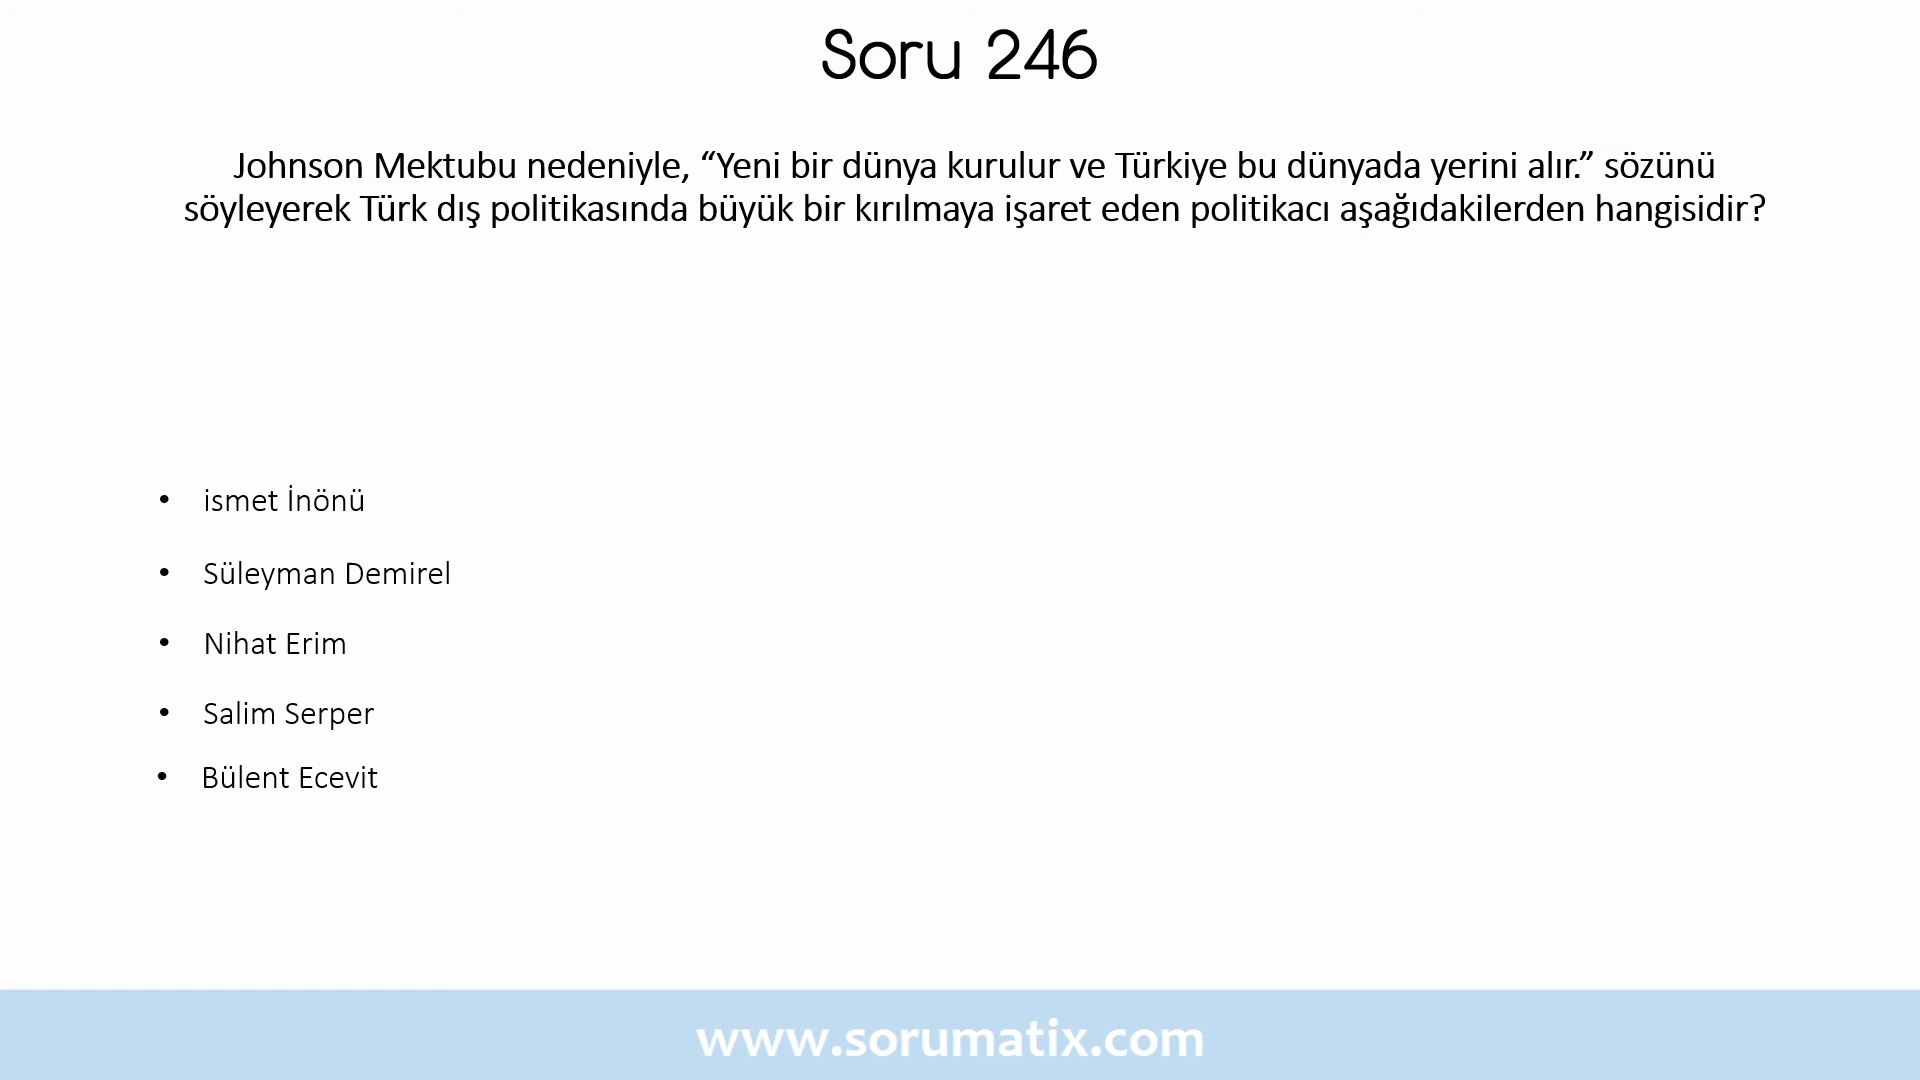 Soru 246
Johnson Mektubu nedeniyle, “Yeni bir dünya kurulur ve Türkiye bu dünyada yerini alır.” sözünü
söyleyerek Türk dış politikasında büyük bir kırılmaya işaret eden politikacı aşağıdakilerden hangisidir?
• ismet İnönü
• Süleyman Demirel
• Nihat Erim
• Salim Serper
• Bülent Ecevit
www.sorumatix.com